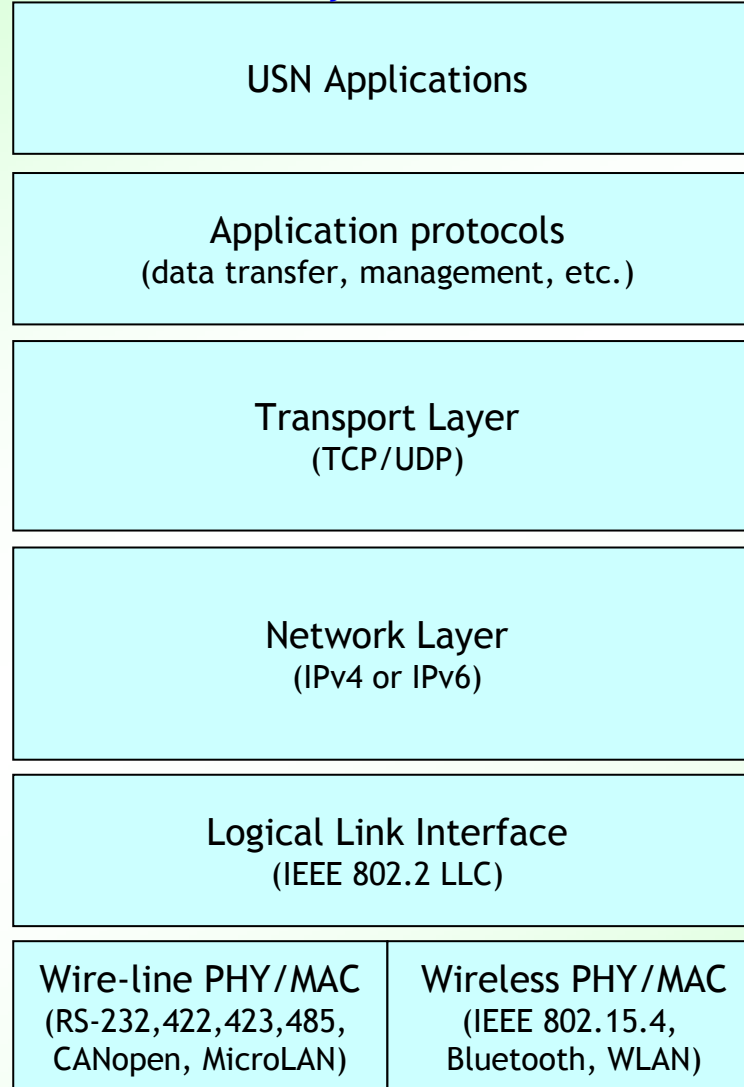 USN Applications
Application protocols
(data transfer, management, etc.)
Transport Layer
(TCP/UDP)
Network Layer
(IPv4 or IPv6)
Logical Link Interface
(IEEE 802.2 LLC)
Wire-line PHY/MAC
(RS-232,422,423,485,
CANopen, MicroLAN)
Wireless PHY/MAC
(IEEE 802.15.4,
Bluetooth, WLAN)